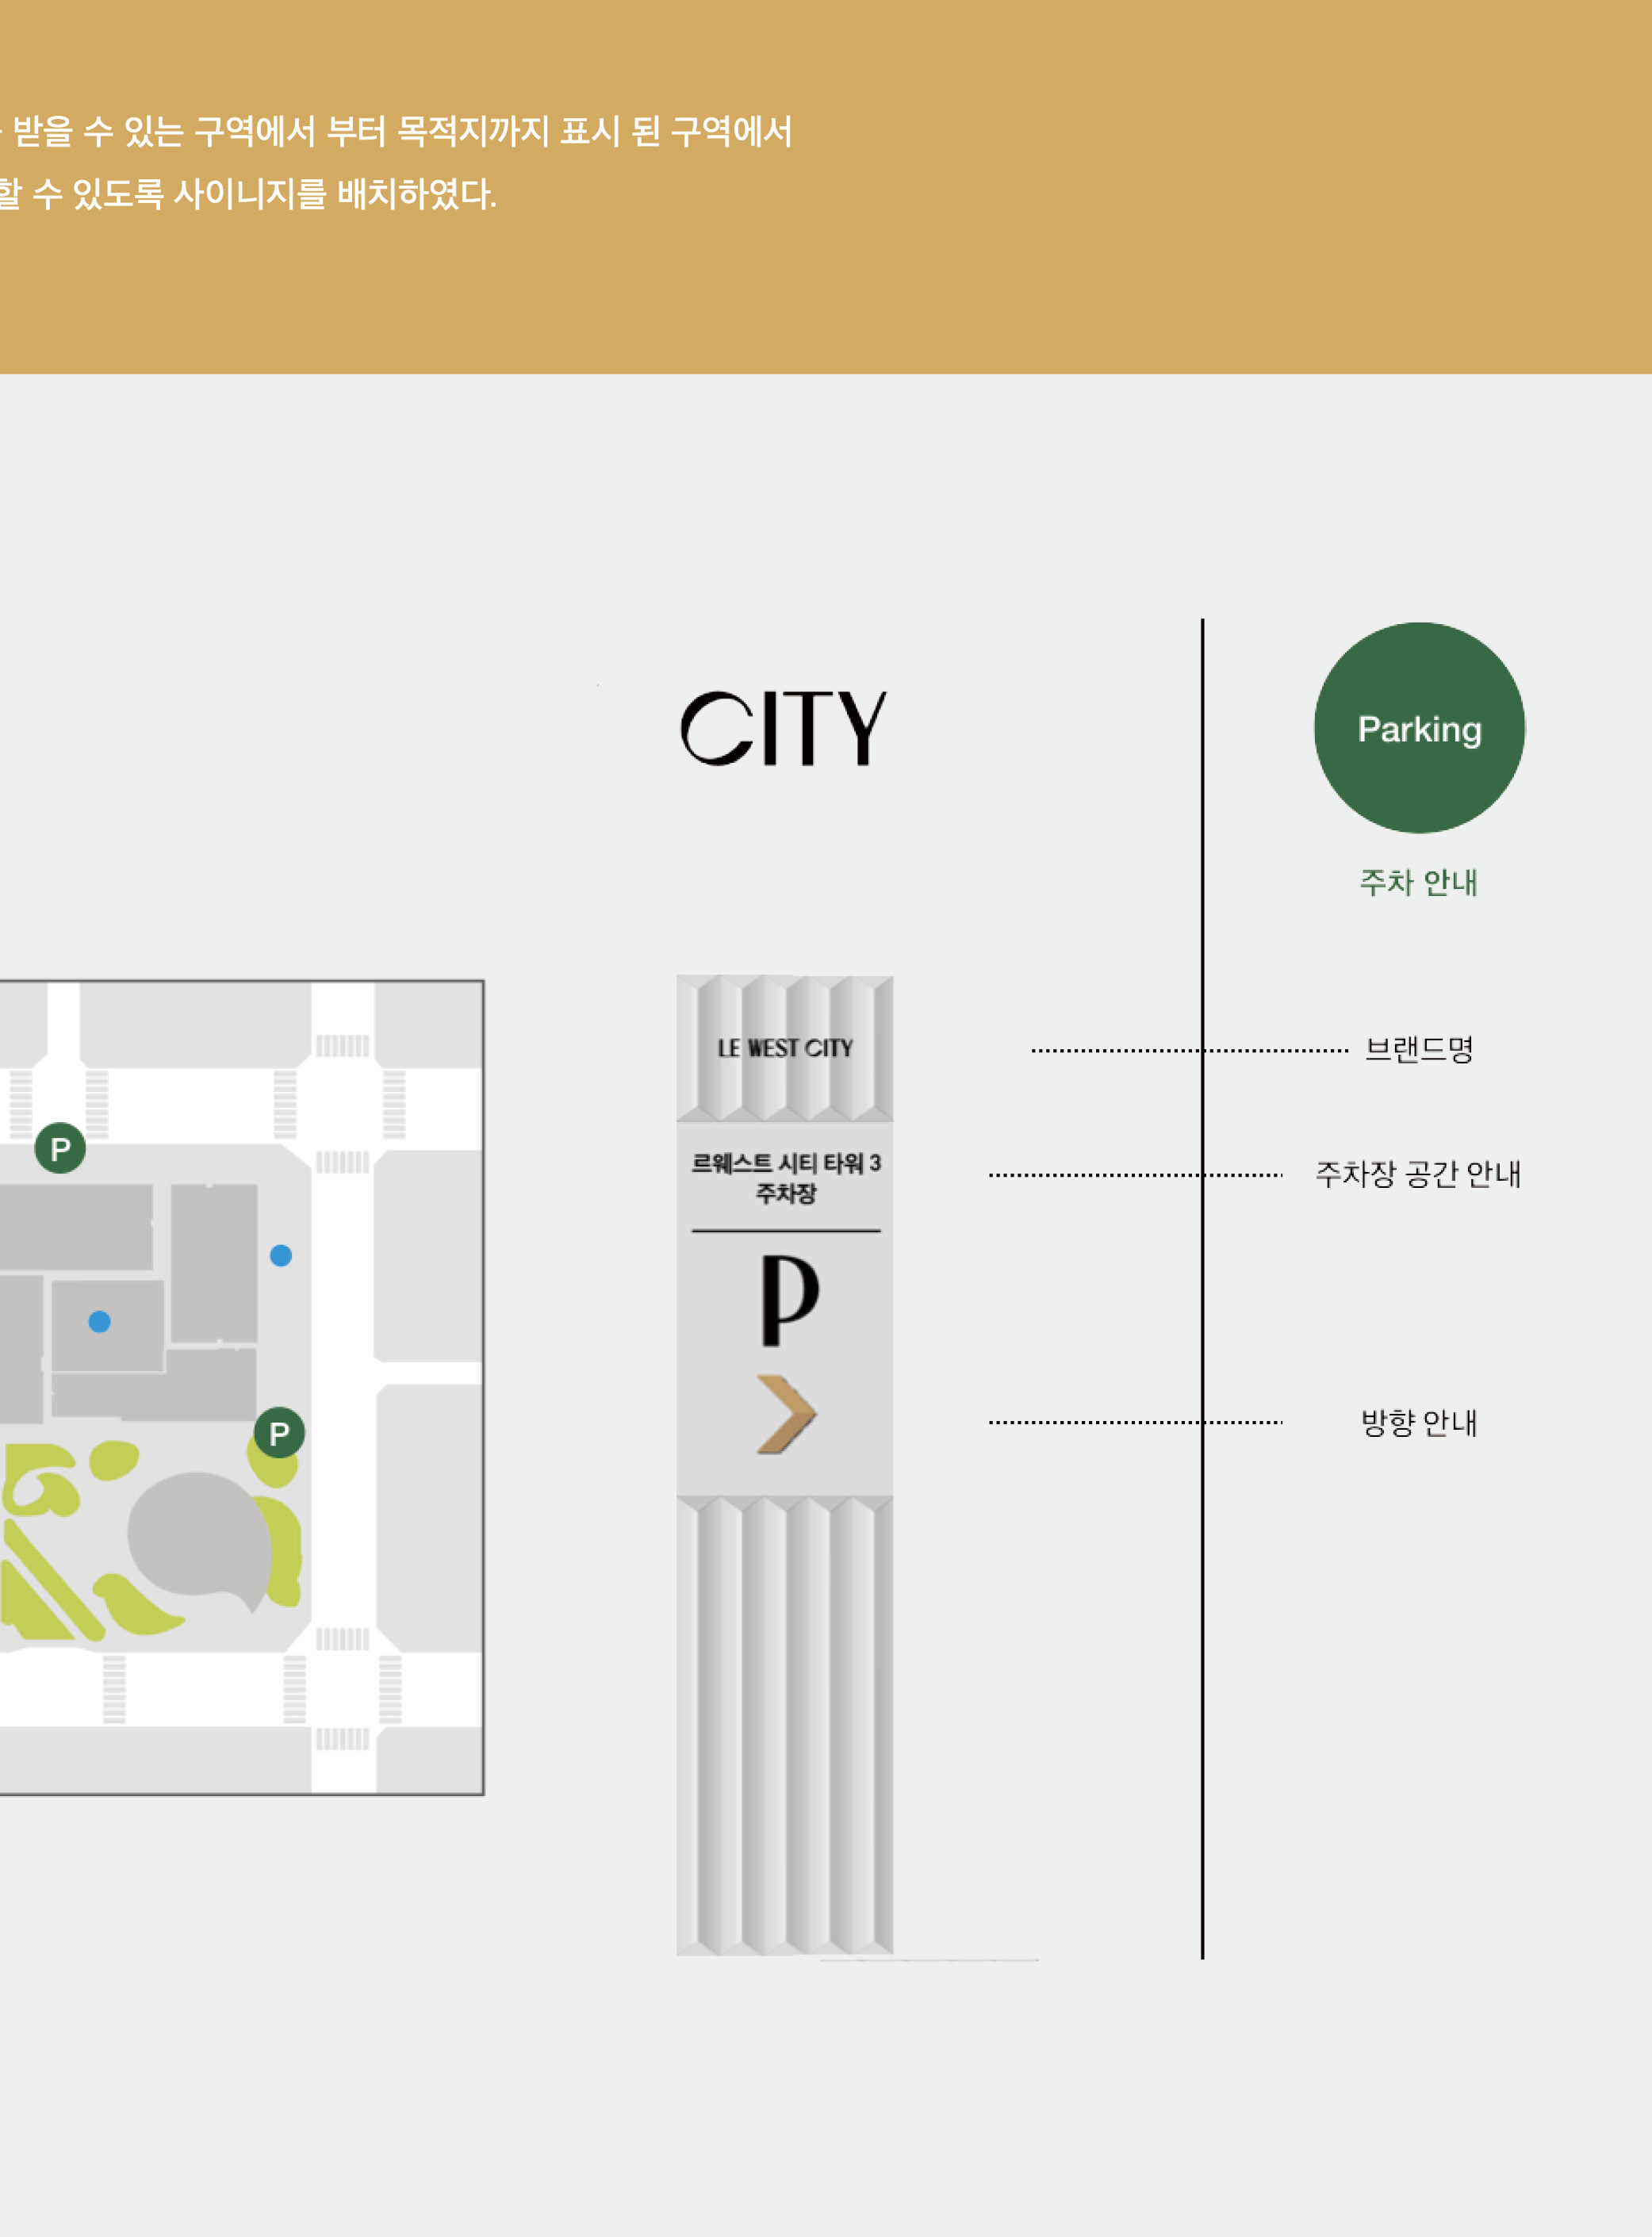 받을 수 있는 구역에서 부터 목적지까지 표시 된 구역에서
할 수 있도록 사이니지를 배치하였다.
CITY
Parking
주차 안내
LE WEST CITY
브랜드명
르웨스트 시티 타워 3
주차장
주차장 공간 안내
P
방향 안내
P
P